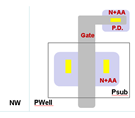 N+AA
P.D.
Gate
N+AA
Psub
NW
PWell